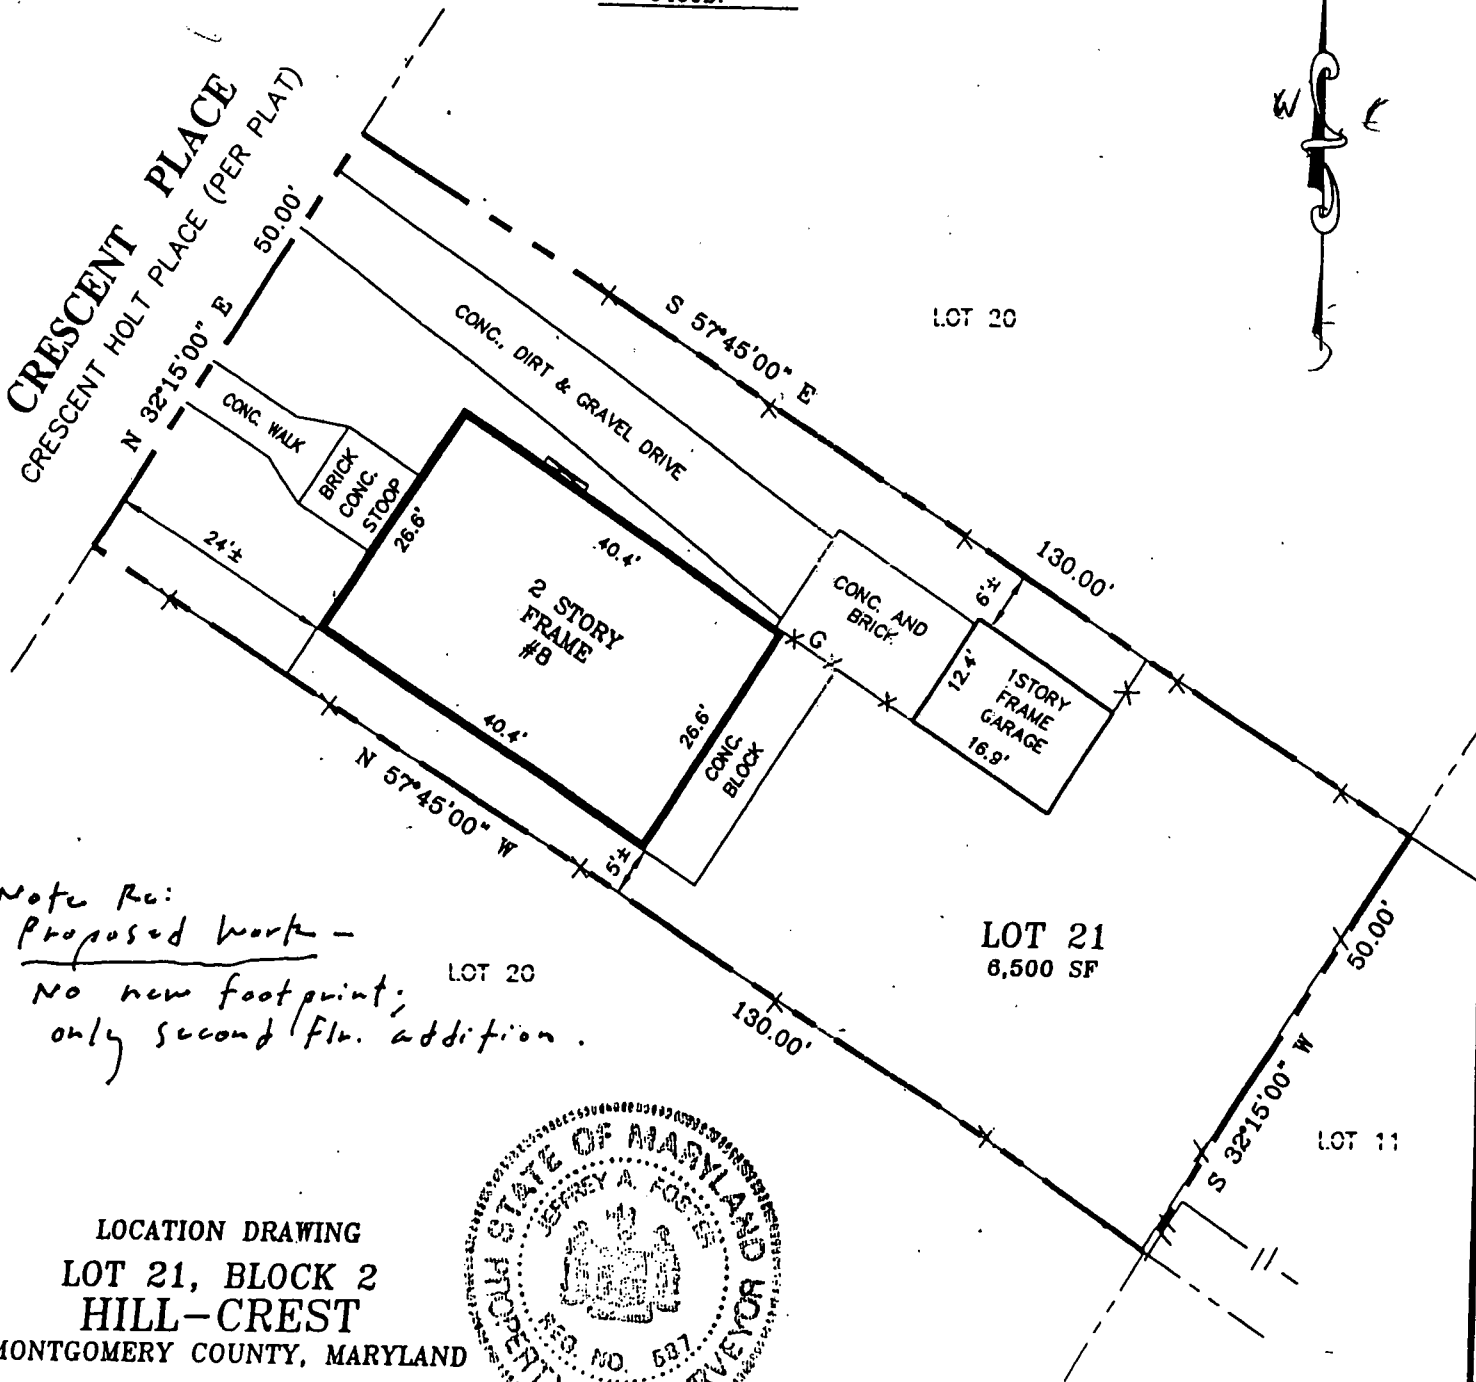 CRESCENT PLACE
CRESCENT HOLT PLACE (PER PLAT)
W E
N 32°15'00" E
50.00'
S 57°45'00" E
130.00'
LOT 20
CONC., DIRT & GRAVEL DRIVE
CONC. WALK
BRICK
CONC.
STOOP
24'±
26.6'
40.4'
2 STORY
FRAME
#8
40.4'
26.6'
G
CONC. AND
BRICK
6'±
12.4'
1 STORY
FRAME
GARAGE
16.9'
CONC.
BLOCK
5'±
N 57°45'00" W
130.00'
LOT 20
LOT 21
6,500 SF
50.00'
S 32°15'00" W
LOT 11
Note Re:
Proposed Work -
No new footprint;
only second flr. addition.
LOCATION DRAWING
LOT 21, BLOCK 2
HILL-CREST
MONTGOMERY COUNTY, MARYLAND
STATE OF MARYLAND
JEFFREY A. FOSTER
REG. NO. 587